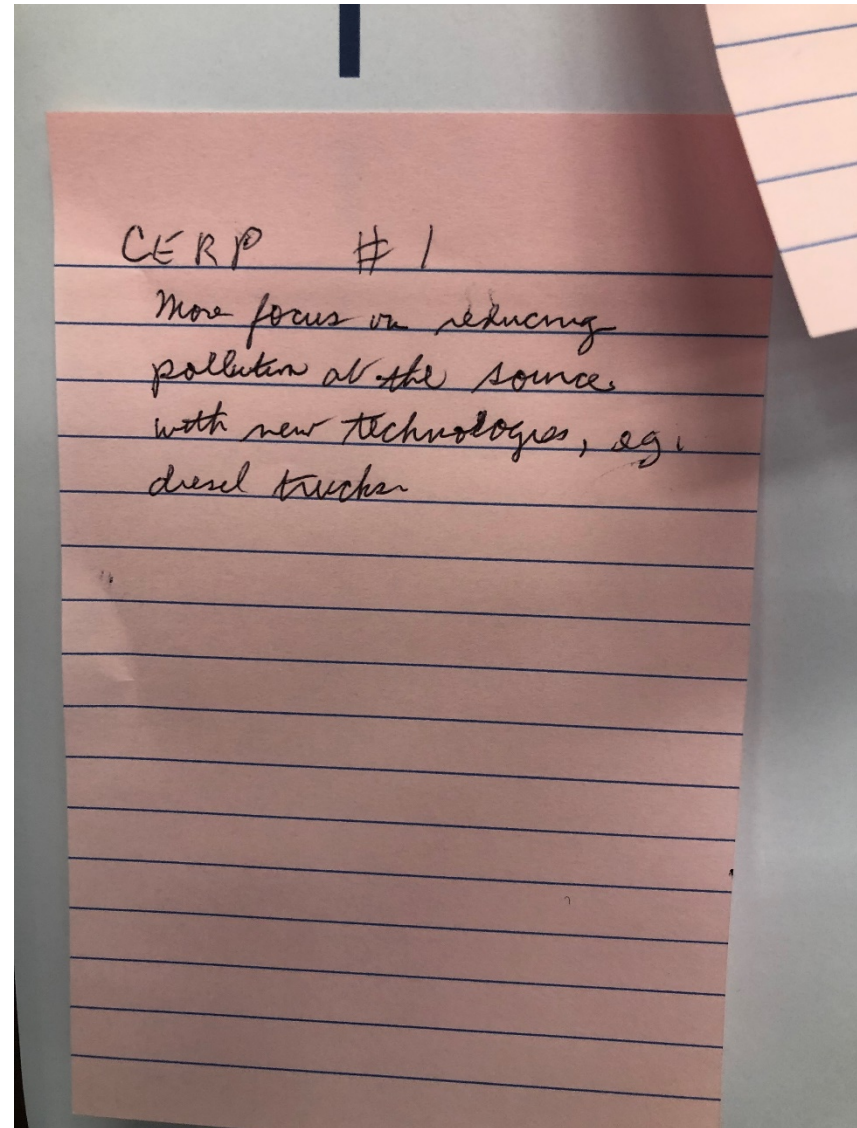 CERP # 1
More focus on reducing
pollution at the source
with new technologies, eg.
diesel trucks